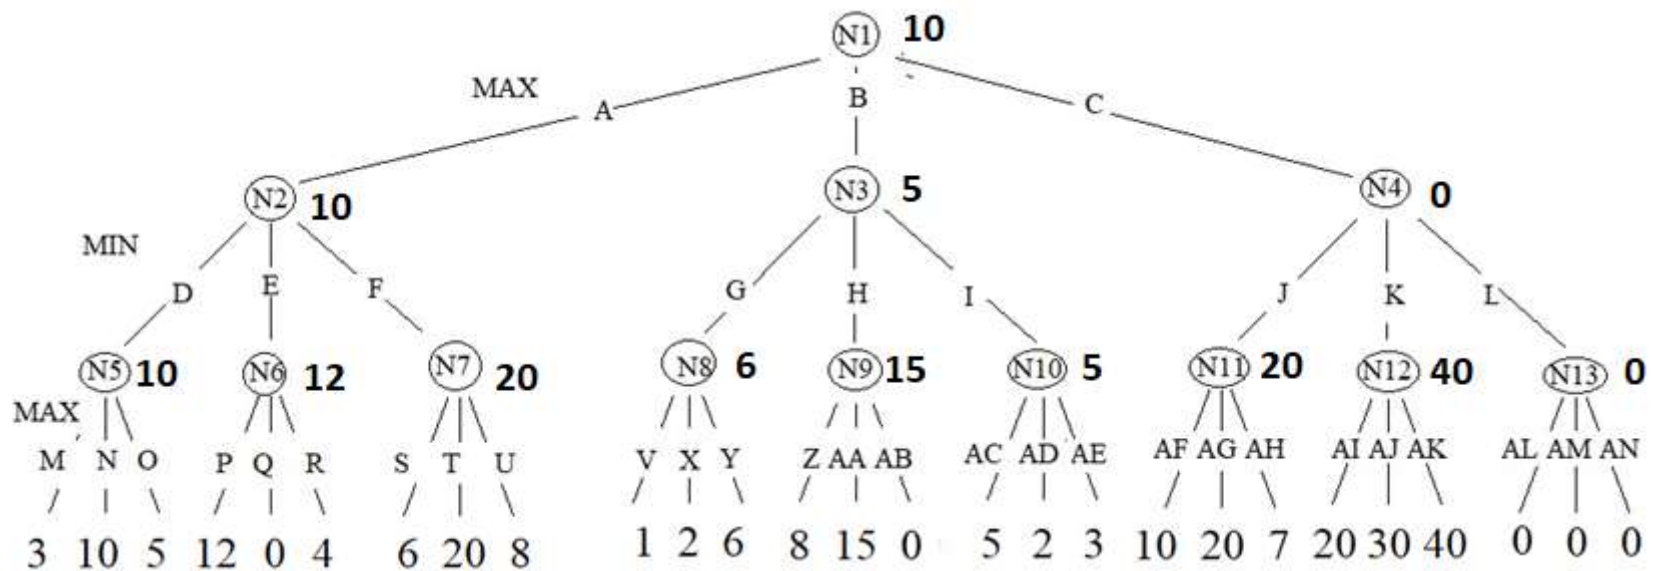 N1 10
MAX A B C
N2 10 N3 5 N4 0
MIN
D E F G H I J K L
N5 10 N6 12 N7 20 N8 6 N9 15 N10 5 N11 20 N12 40 N13 0
MAX
M N O P Q R S T U V X Y Z AA AB AC AD AE AF AG AH AI AJ AK AL AM AN
3 10 5 12 0 4 6 20 8 1 2 6 8 15 0 5 2 3 10 20 7 20 30 40 0 0 0